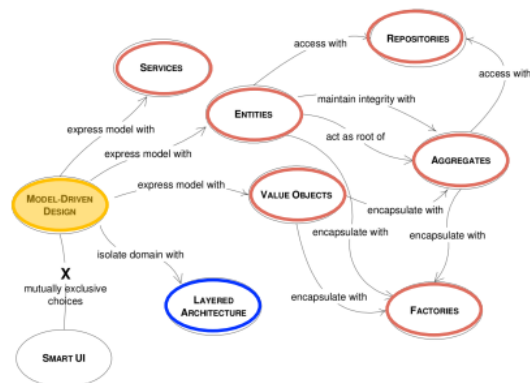 REPOSITORIES
access with
SERVICES
access with
ENTITIES
maintain integrity with
express model with
act as root of
express model with
AGGREGATES
express model with
VALUE OBJECTS
MODEL-DRIVEN
DESIGN
encapsulate with
encapsulate with
encapsulate with
isolate domain with
X
mutually exclusive
choices
LAYERED
ARCHITECTURE
encapsulate with
FACTORIES
SMART UI